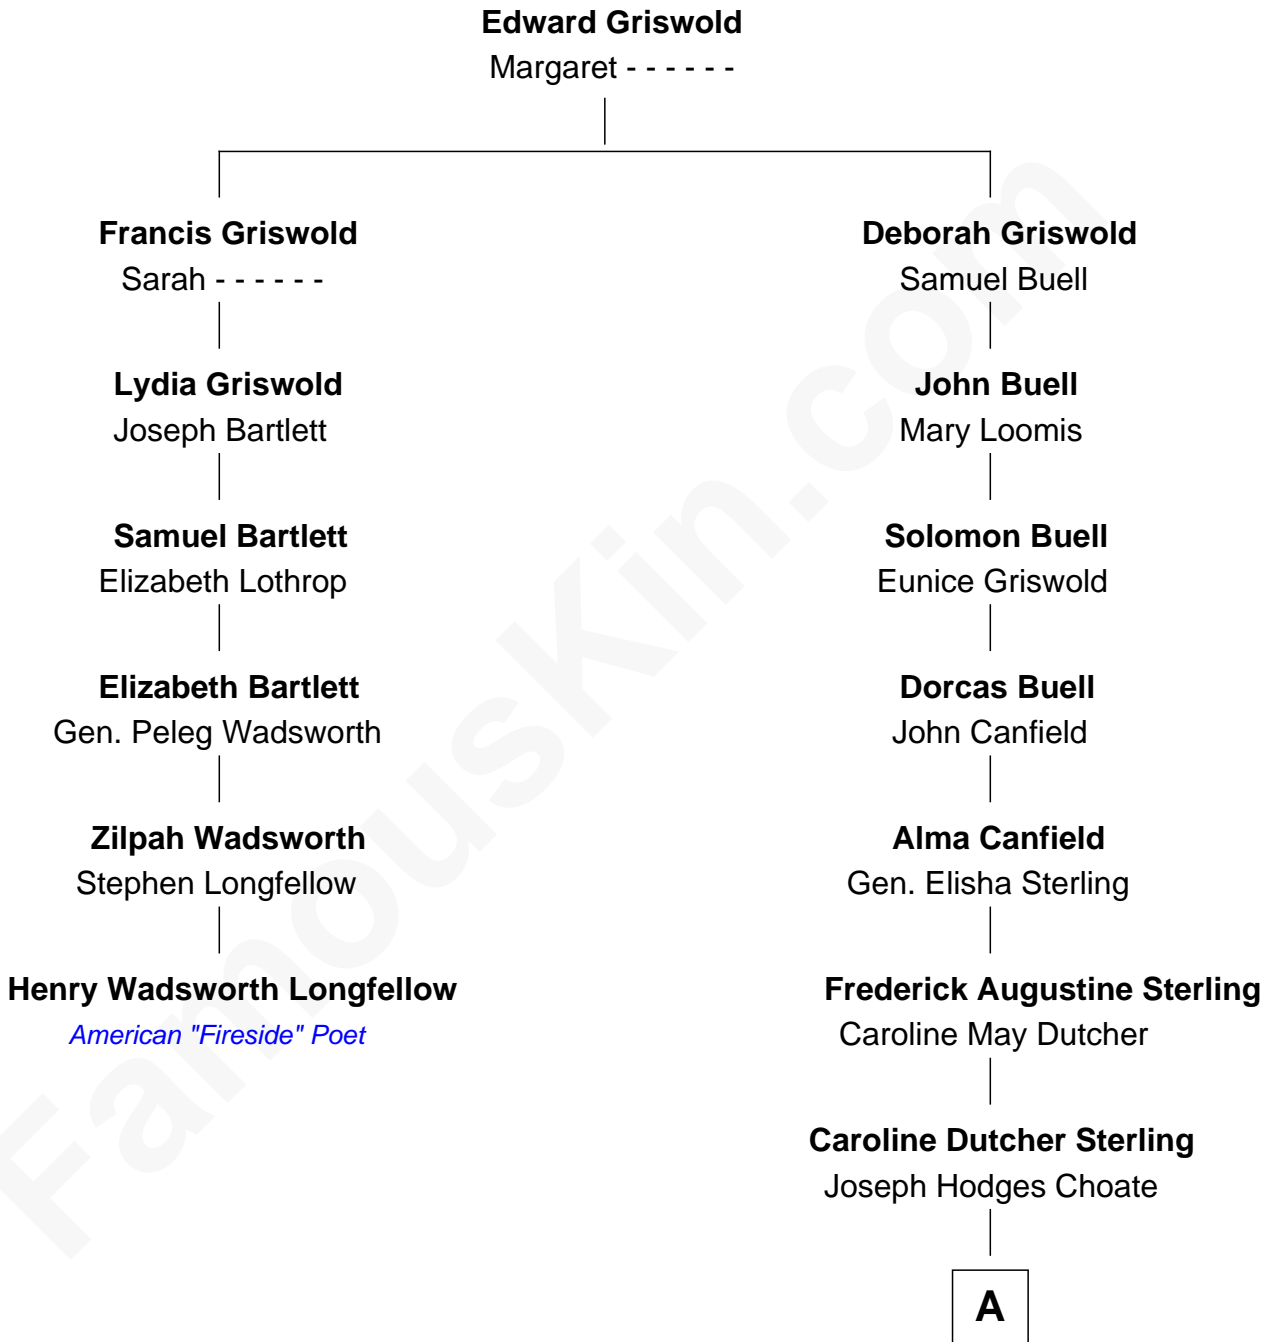 Edward Griswold
Margaret - - - - - -
Francis Griswold
Sarah - - - - - -
Deborah Griswold
Samuel Buell
Lydia Griswold
Joseph Bartlett
John Buell
Mary Loomis
Samuel Bartlett
Elizabeth Lothrop
Solomon Buell
Eunice Griswold
Elizabeth Bartlett
Gen. Peleg Wadsworth
Dorcas Buell
John Canfield
Zilpah Wadsworth
Stephen Longfellow
Alma Canfield
Gen. Elisha Sterling
Henry Wadsworth Longfellow
American "Fireside" Poet
Frederick Augustine Sterling
Caroline May Dutcher
Caroline Dutcher Sterling
Joseph Hodges Choate
A
FamousKin.com